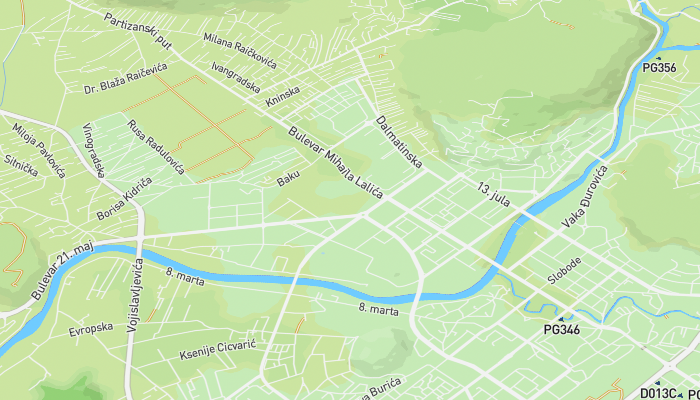 Partizanski put
Milana Raičkovića
PG356
Ivangradska
Dr. Blaža Raičevića
Kninska
Miloja Pavlovića
Vinogradska
Rusa Radulovića
Bulevar Mihaila Lalića
Dalmatinska
Sitnička
Baku
13. jula
Borisa Kidriča
Vaka Đurovića
Bulevar 21. maj
Vojislavljevića
8. marta
Slobode
8. marta
Evropska
PG346
Ksenije Cicvarić
va Burića
D013C